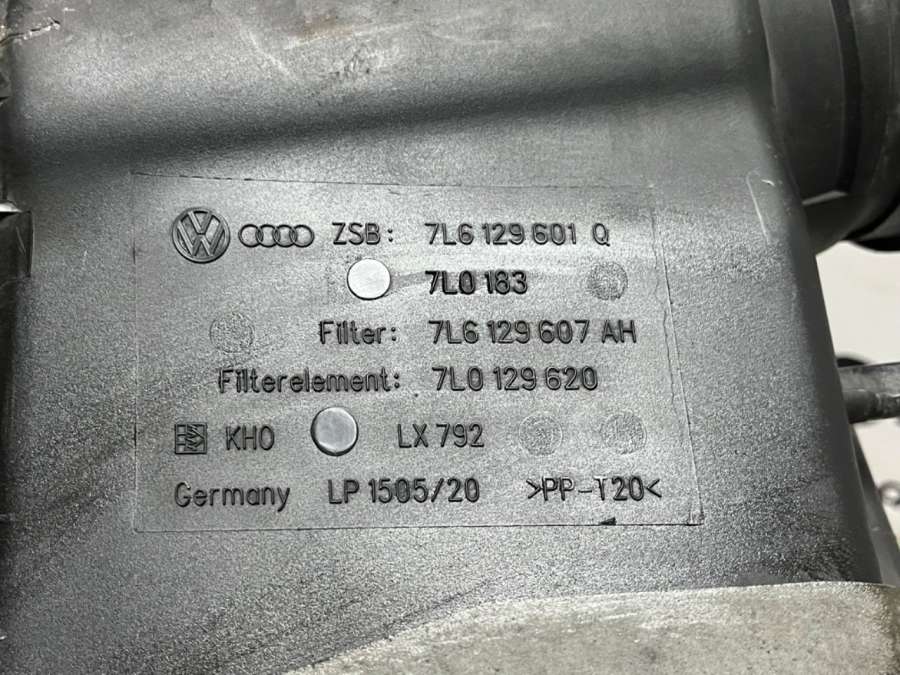 ZSB: 7L6 129 601 Q
7L0 183
Filter: 7L6 129 607 AH
Filterelement: 7L0 129 620
KHO LX 792
Germany LP 1505/20 >PP-T20<